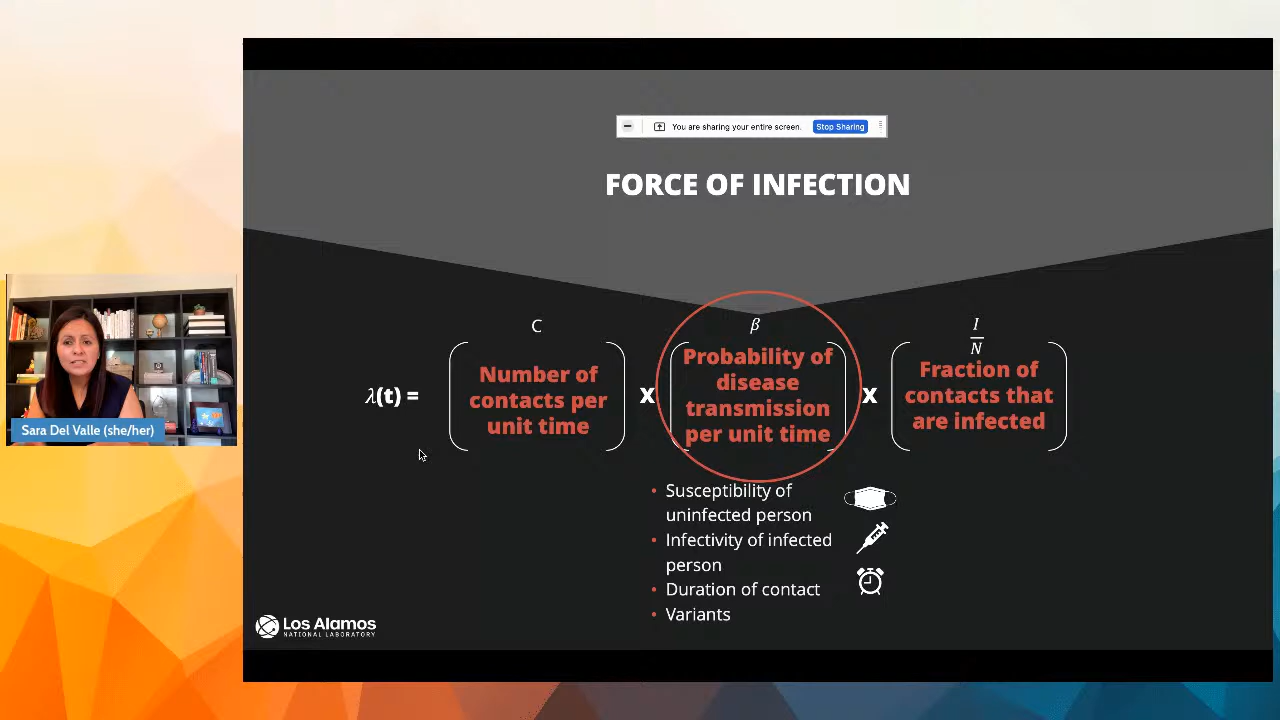 You are sharing your entire screen.
Stop Sharing
FORCE OF INFECTION
C
β
I
N
λ(t) =
Number of
contacts per
unit time
x
Probability of
disease
transmission
per unit time
x
Fraction of
contacts that
are infected
• Susceptibility of
uninfected person
• Infectivity of infected
person
• Duration of contact
• Variants
Sara Del Valle (she/her)
Los Alamos
NATIONAL LABORATORY